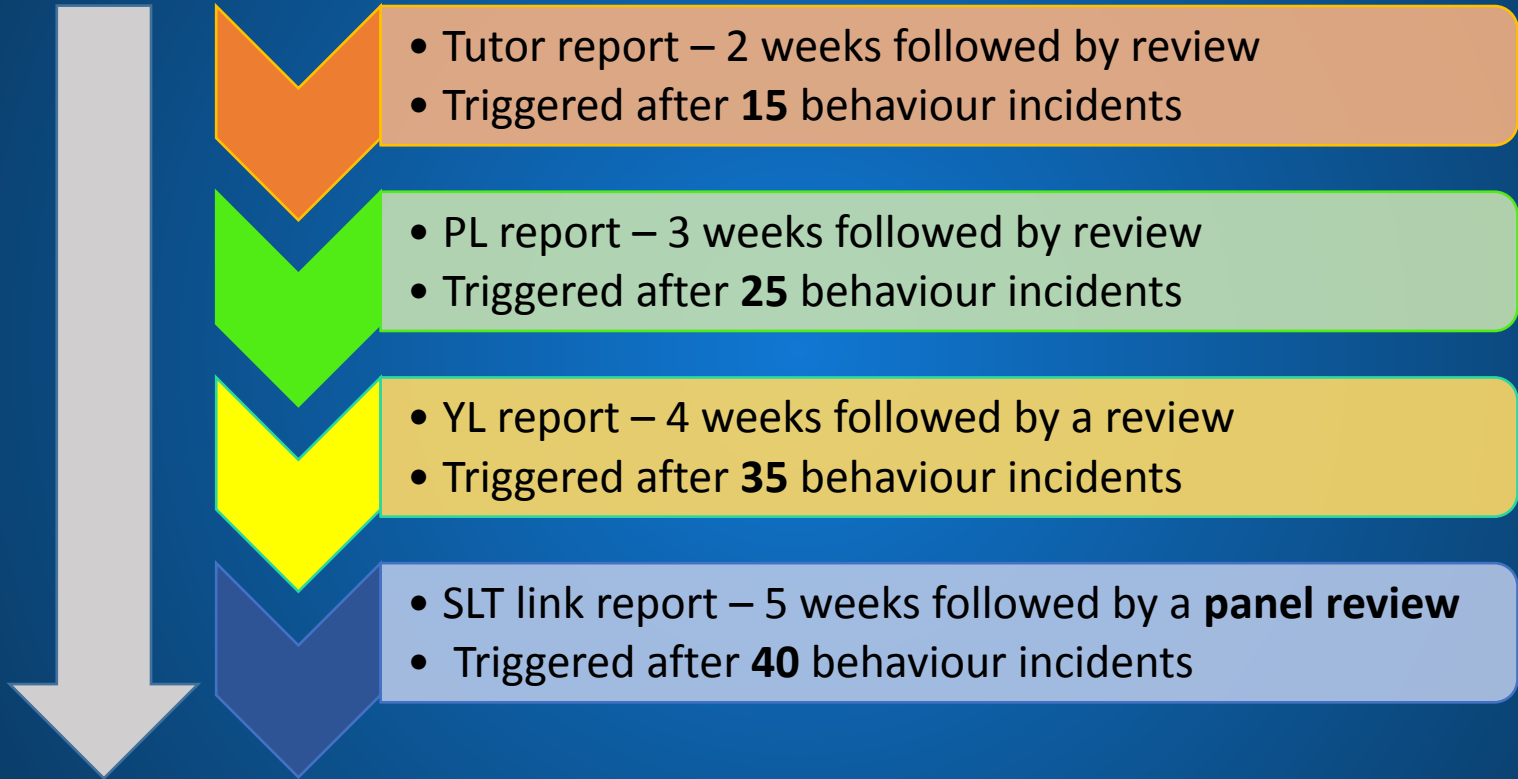 • Tutor report – 2 weeks followed by review
• Triggered after 15 behaviour incidents
• PL report – 3 weeks followed by review
• Triggered after 25 behaviour incidents
• YL report – 4 weeks followed by a review
• Triggered after 35 behaviour incidents
• SLT link report – 5 weeks followed by a panel review
• Triggered after 40 behaviour incidents